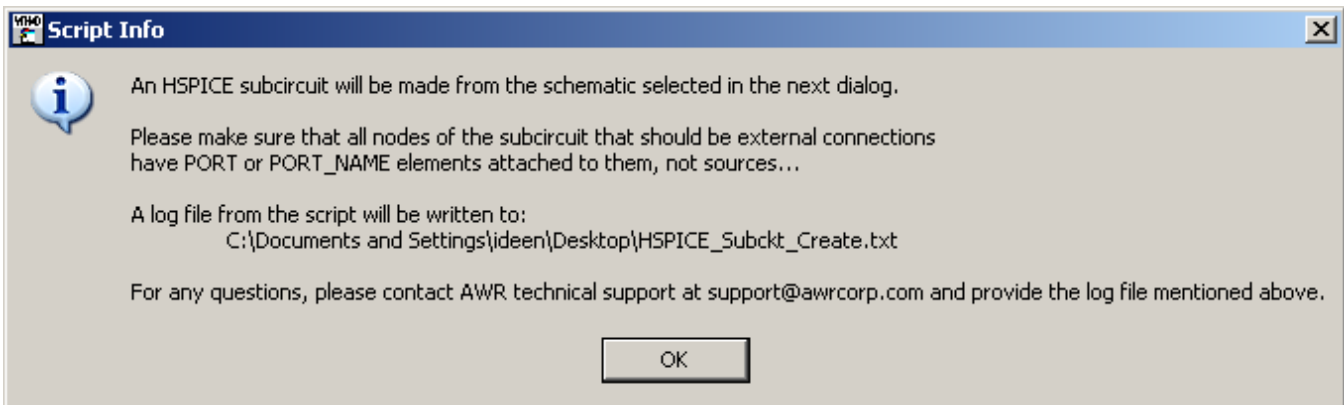 Script Info
An HSPICE subcircuit will be made from the schematic selected in the next dialog.
Please make sure that all nodes of the subcircuit that should be external connections
have PORT or PORT_NAME elements attached to them, not sources...
A log file from the script will be written to:
C:\Documents and Settings\ideen\Desktop\HSPICE_Subckt_Create.txt
For any questions, please contact AWR technical support at support@awrcorp.com and provide the log file mentioned above.
OK